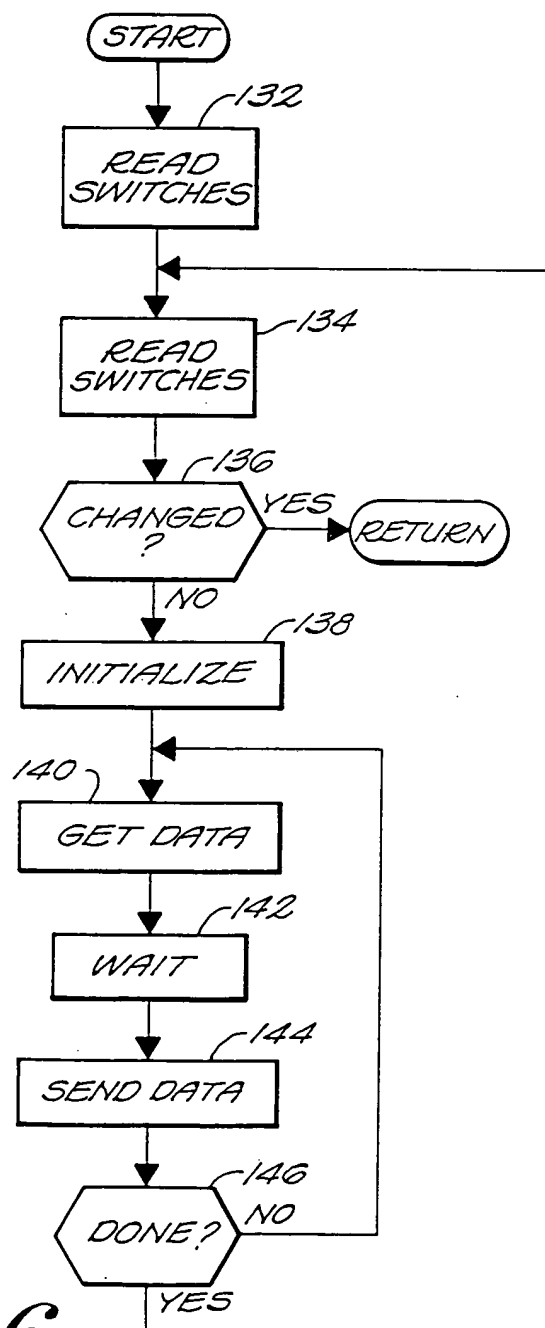 START
132
READ
SWITCHES
134
READ
SWITCHES
136
CHANGED
?
YES
RETURN
NO
138
INITIALIZE
140
GET DATA
142
WAIT
144
SEND DATA
146
DONE?
NO
YES